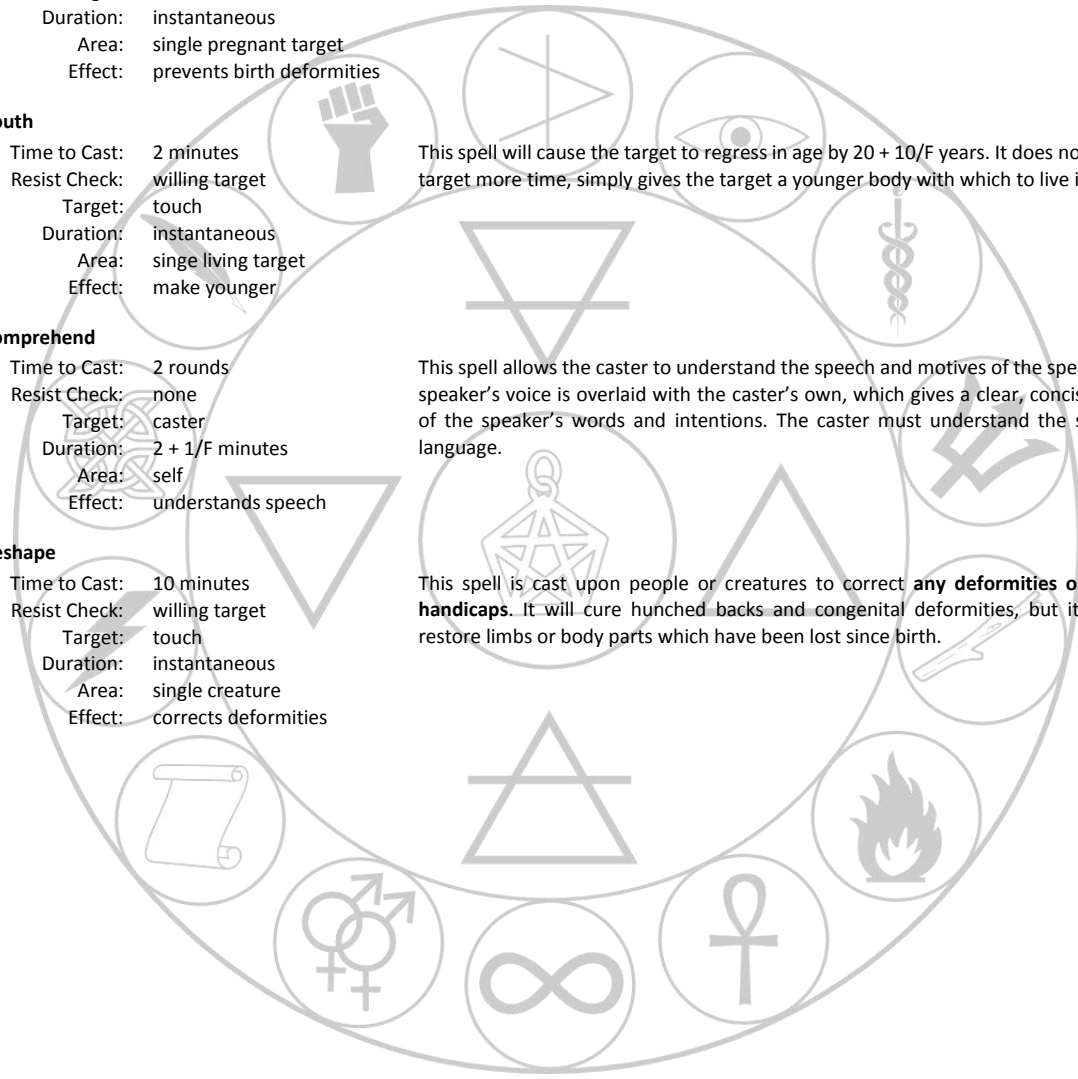 Duration: instantaneous
Area: single pregnant target
Effect: prevents birth deformities
outh
Time to Cast: 2 minutes
Resist Check: willing target
Target: touch
Duration: instantaneous
Area: singe living target
Effect: make younger
This spell will cause the target to regress in age by 20 + 10/F years. It does no
target more time, simply gives the target a younger body with which to live i
omprehend
Time to Cast: 2 rounds
Resist Check: none
Target: caster
Duration: 2 + 1/F minutes
Area: self
Effect: understands speech
This spell allows the caster to understand the speech and motives of the spe
speaker’s voice is overlaid with the caster’s own, which gives a clear, concis
of the speaker’s words and intentions. The caster must understand the s
language.
eshape
Time to Cast: 10 minutes
Resist Check: willing target
Target: touch
Duration: instantaneous
Area: single creature
Effect: corrects deformities
This spell is cast upon people or creatures to correct any deformities o
handicaps. It will cure hunched backs and congenital deformities, but it
restore limbs or body parts which have been lost since birth.